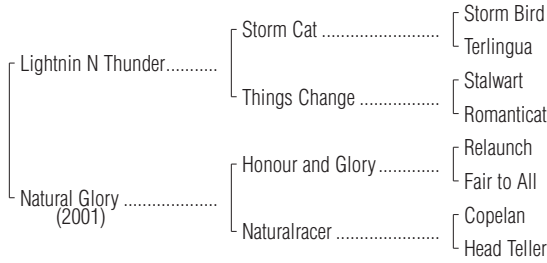 Storm Bird
Storm Cat ........................
Terlingua
Lightnin N Thunder...........
Stalwart
Things Change .................
Romanticat
Relaunch
Honour and Glory.............
Fair to All
Natural Glory ....................
(2001)
Copelan
Naturalracer .....................
Head Teller